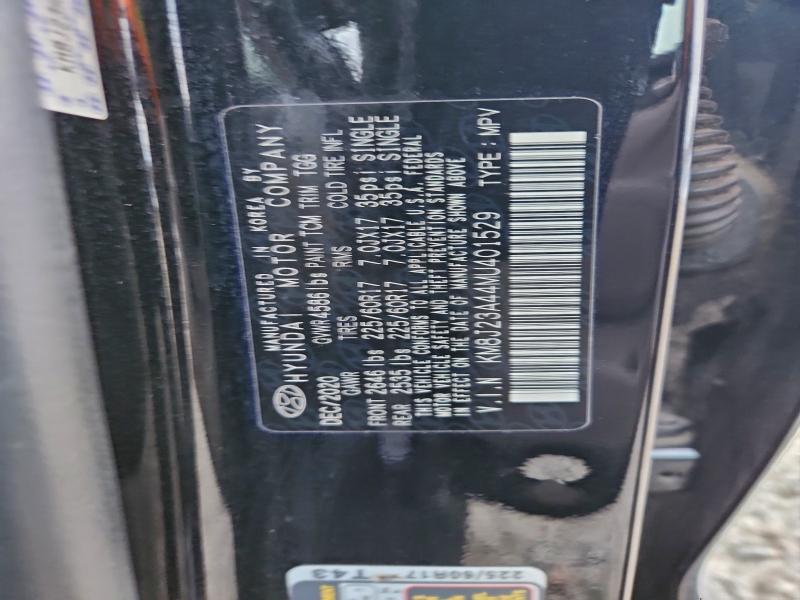 MANUFACTURED IN KOREA BY
HYUNDAI MOTOR COMPANY
DEC/2020 GVWR 4586 lbs PAINT TCM TRIM TGG
GAWR TIRES RIMS COLD TIRE INFL
FRONT 2646 lbs 225/60R17 7.0JX17 35psi SINGLE
REAR 2535 lbs 225/60R17 7.0JX17 35psi SINGLE
THIS VEHICLE CONFORMS TO ALL APPLICABLE U.S.A. FEDERAL
MOTOR VEHICLE SAFETY AND THEFT PREVENTION STANDARDS
IN EFFECT ON THE DATE OF MANUFACTURE SHOWN ABOVE
V.I.N KM8J23A44MU401529 TYPE : MPV
225/60R17
T43